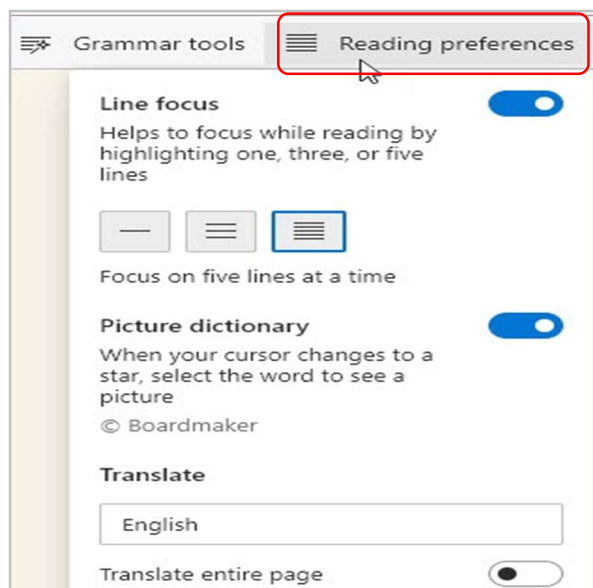 Grammar tools Reading preferences
Line focus
Helps to focus while reading by
highlighting one, three, or five
lines
Focus on five lines at a time
Picture dictionary
When your cursor changes to a
star, select the word to see a
picture
© Boardmaker
Translate
English
Translate entire page